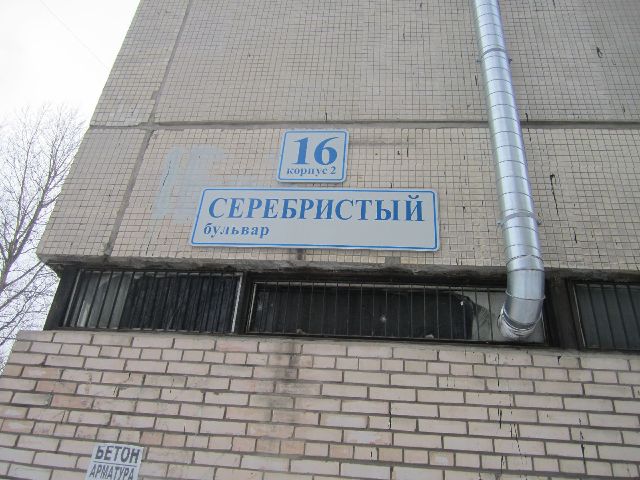 16
корпус 2
СЕРЕБРИСТЫЙ
бульвар
БЕТОН
АРМАТУРА